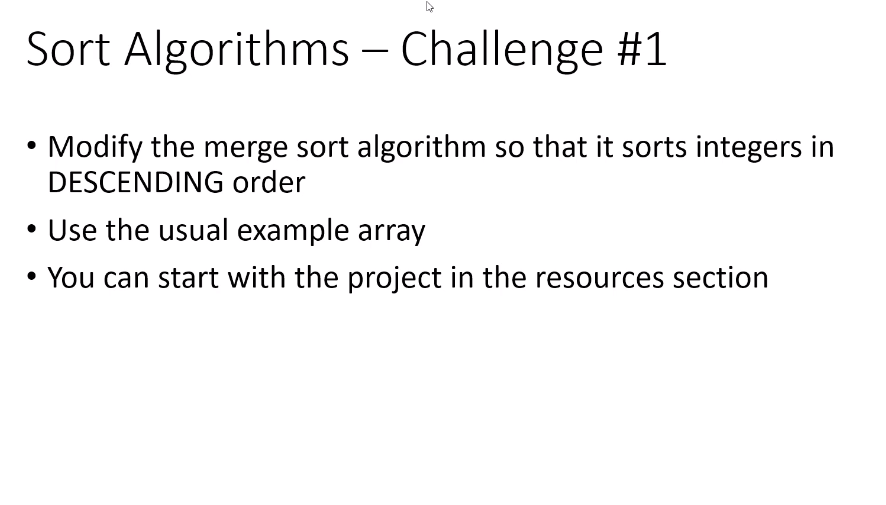 Sort Algorithms – Challenge #1
• Modify the merge sort algorithm so that it sorts integers in
DESCENDING order
• Use the usual example array
• You can start with the project in the resources section